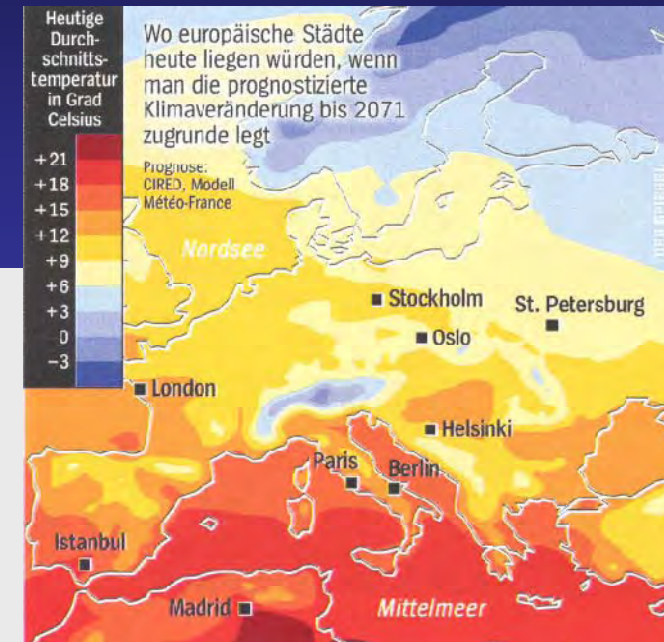 Heutige
Durch-
schnitts-
temperatur
in Grad
Celsius
+21
+18
+15
+12
+9
+6
+3
0
−3
Wo europäische Städte
heute liegen würden, wenn
man die prognostizierte
Klimaveränderung bis 2071
zugrunde legt
Prognose:
CIRED, Modell
Météo-France
Nordsee
Stockholm
St. Petersburg
Oslo
London
Helsinki
Paris
Berlin
Istanbul
Madrid
Mittelmeer